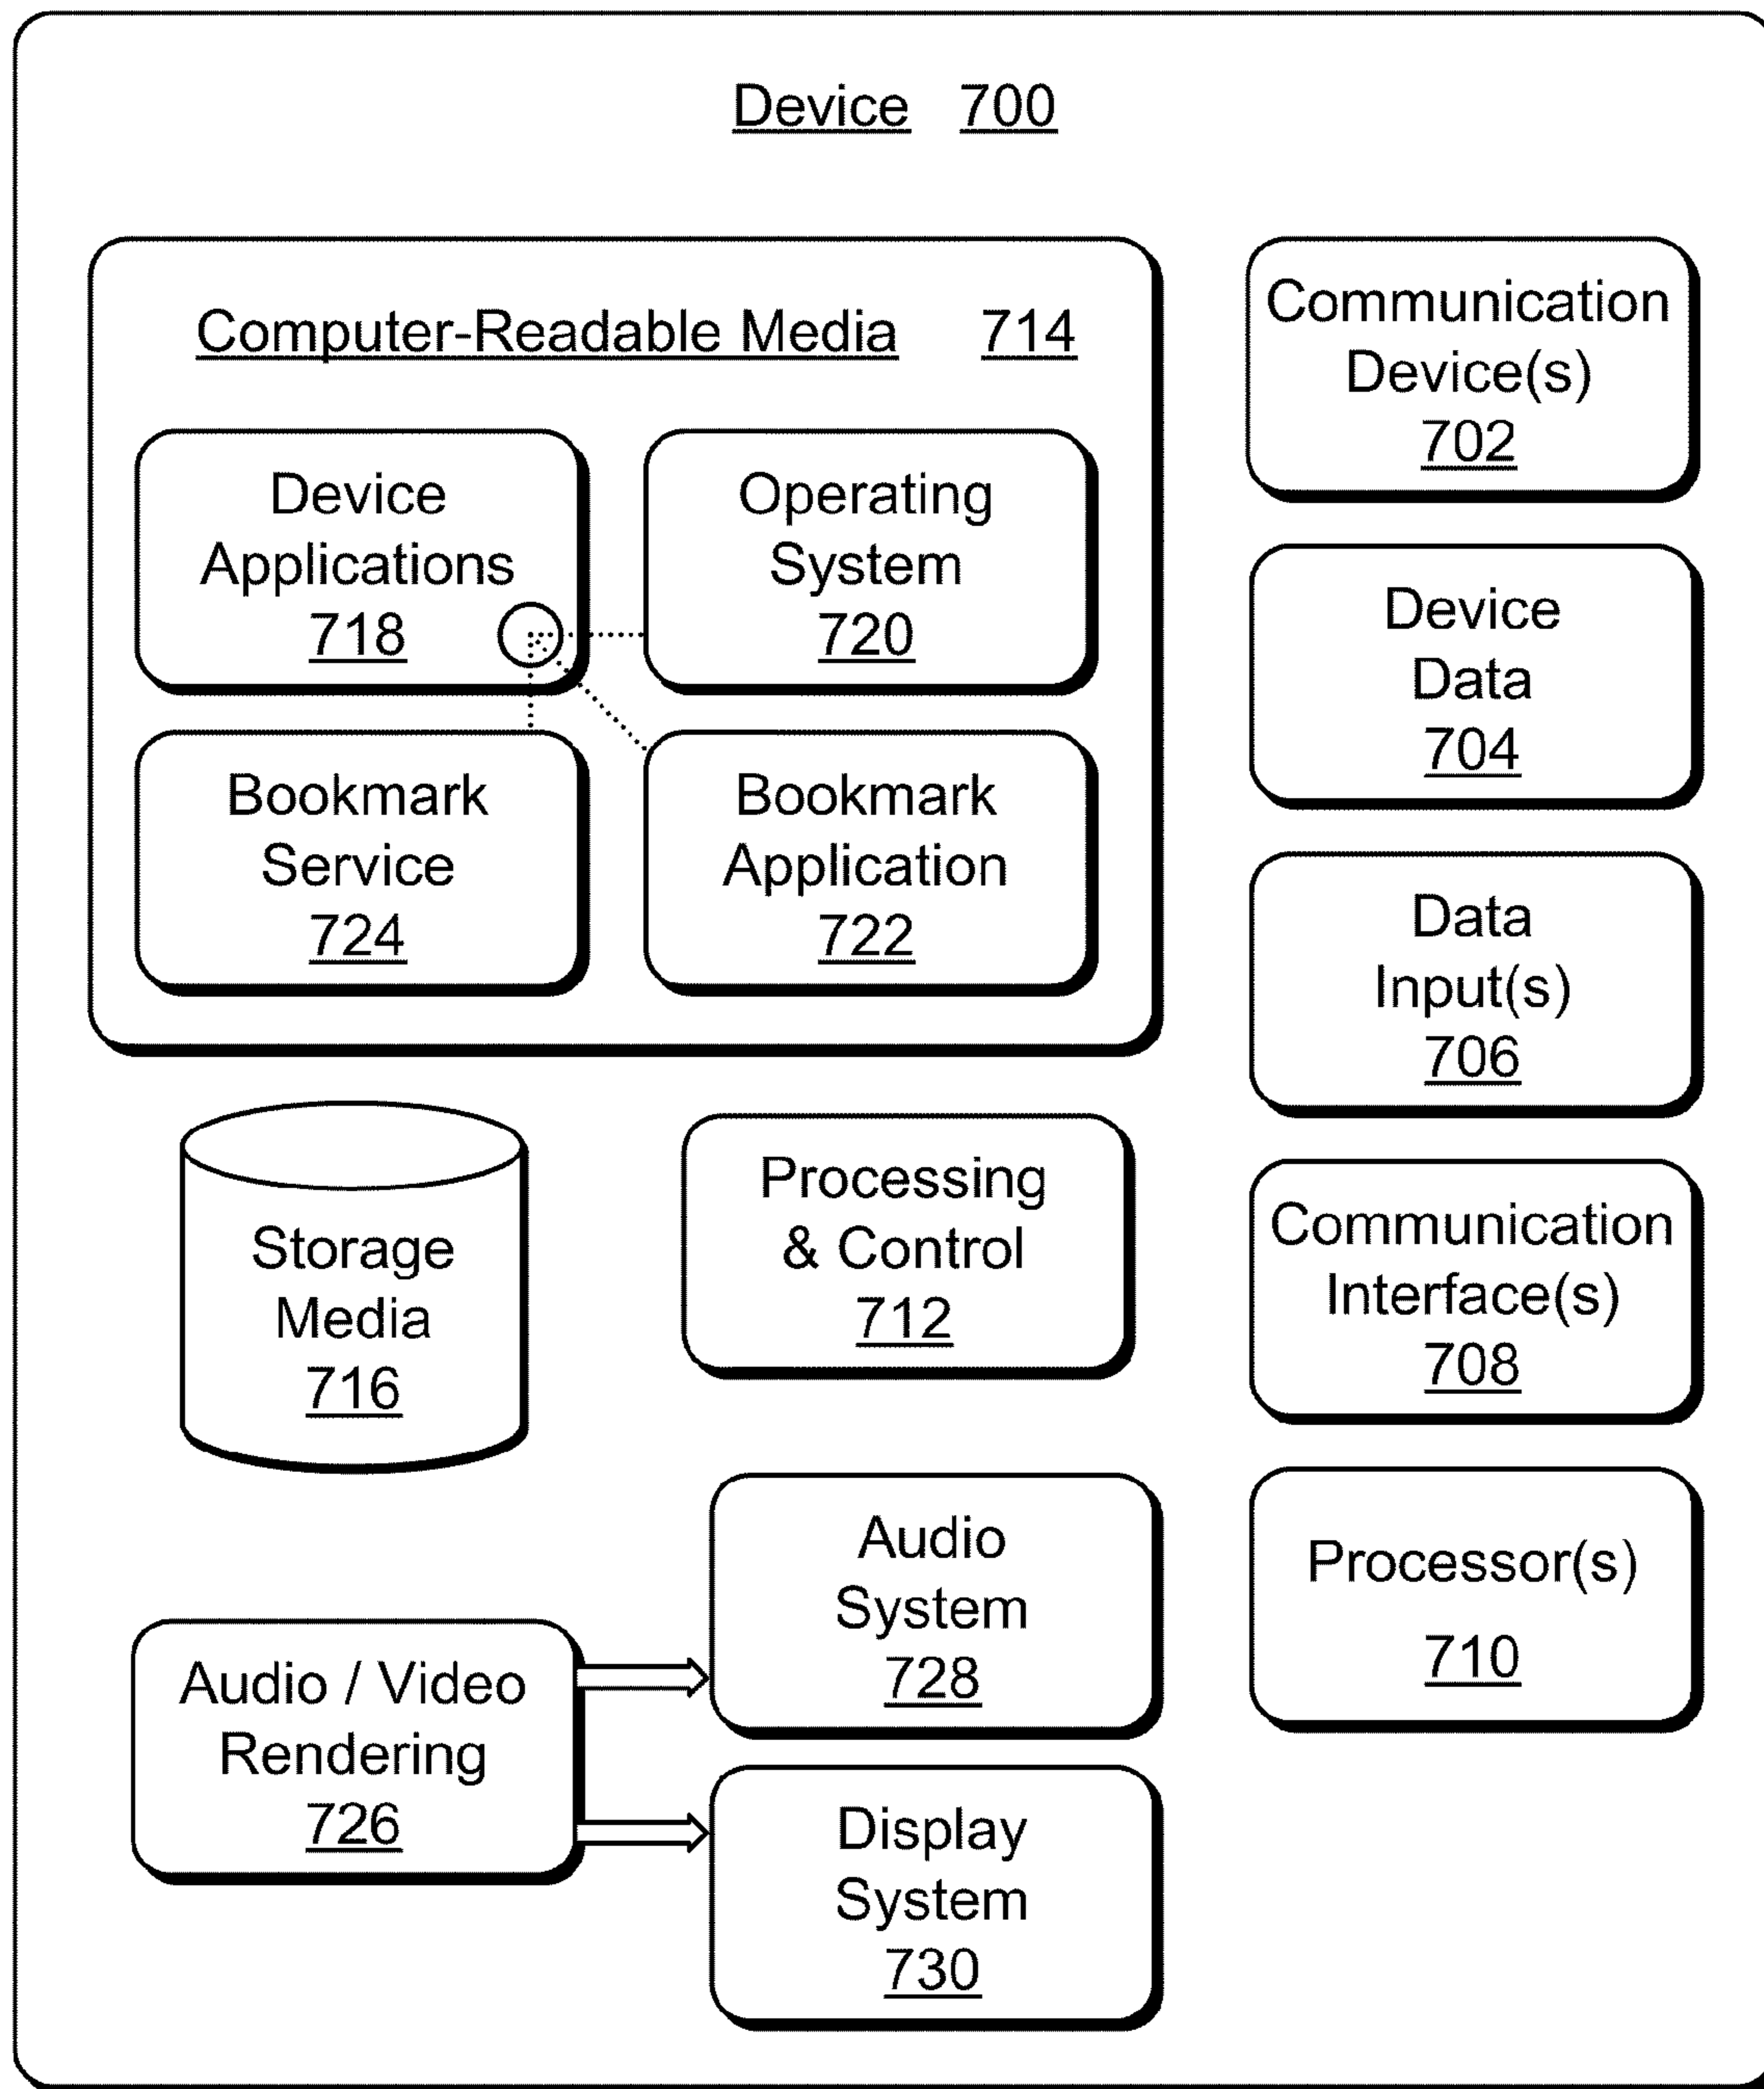 Device 700
Computer-Readable Media 714
Device
Applications
718
Operating
System
720
Bookmark
Service
724
Bookmark
Application
722
Storage
Media
716
Processing
& Control
712
Audio / Video
Rendering
726
Audio
System
728
Display
System
730
Communication
Device(s)
702
Device
Data
704
Data
Input(s)
706
Communication
Interface(s)
708
Processor(s)
710